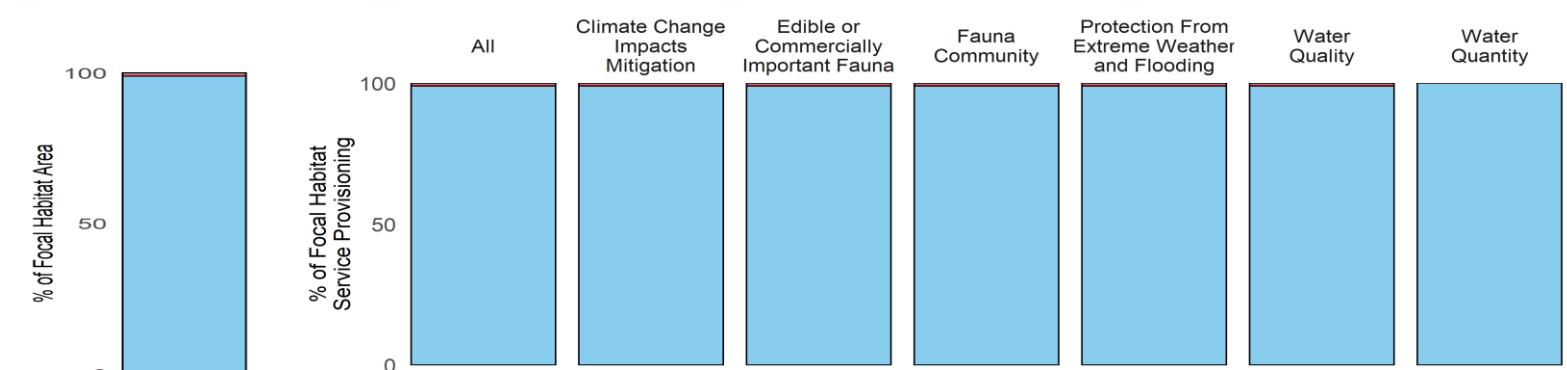 % of Focal Habitat Area
100
50
% of Focal Habitat
Service Provisioning
100
50
0
All
Climate Change
Impacts
Mitigation
Edible or
Commercially
Important Fauna
Fauna
Community
Protection From
Extreme Weather
and Flooding
Water
Quality
Water
Quantity